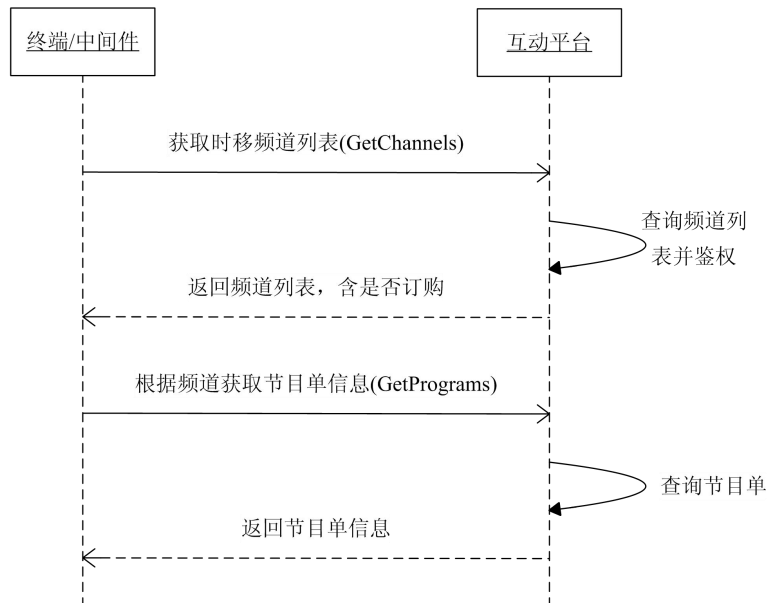 终端/中间件
互动平台
获取时移频道列表(GetChannels)
查询频道列
表并鉴权
返回频道列表，含是否订购
根据频道获取节目单信息(GetPrograms)
查询节目单
返回节目单信息